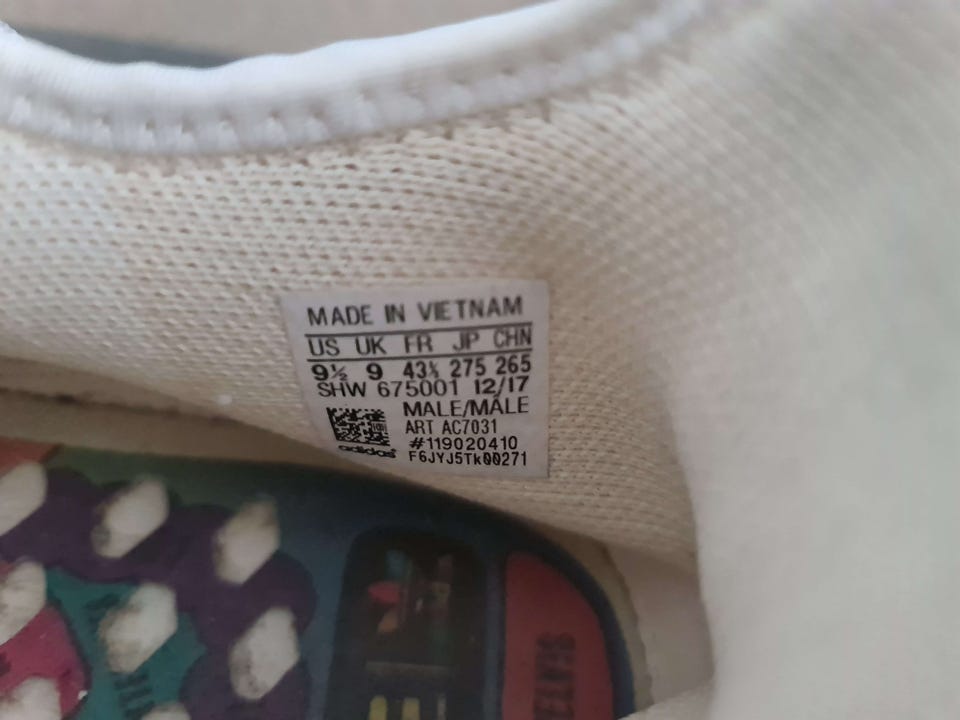 MADE IN VIETNAM
US UK FR JP CHN
9½ 9 43⅓ 275 265
SHW 675001 12/17
MALE/MÂLE
ART AC7031
#119020410
adidas F6JYJ5Tk00271